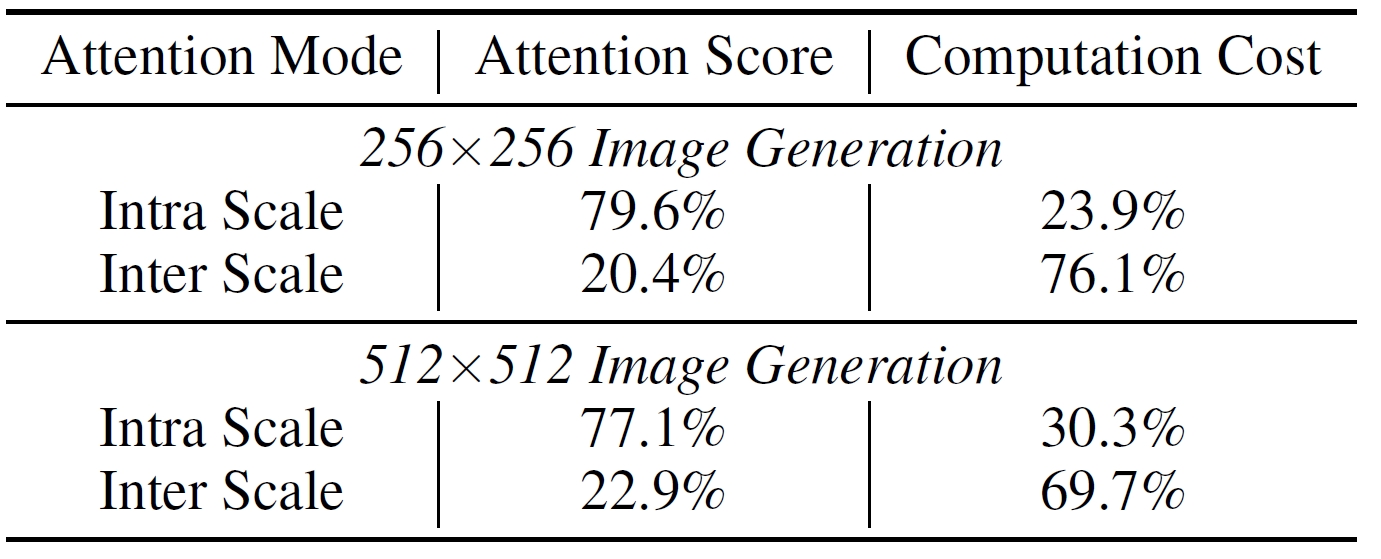 Attention Mode Attention Score Computation Cost
256×256 Image Generation
Intra Scale 79.6% 23.9%
Inter Scale 20.4% 76.1%
512×512 Image Generation
Intra Scale 77.1% 30.3%
Inter Scale 22.9% 69.7%